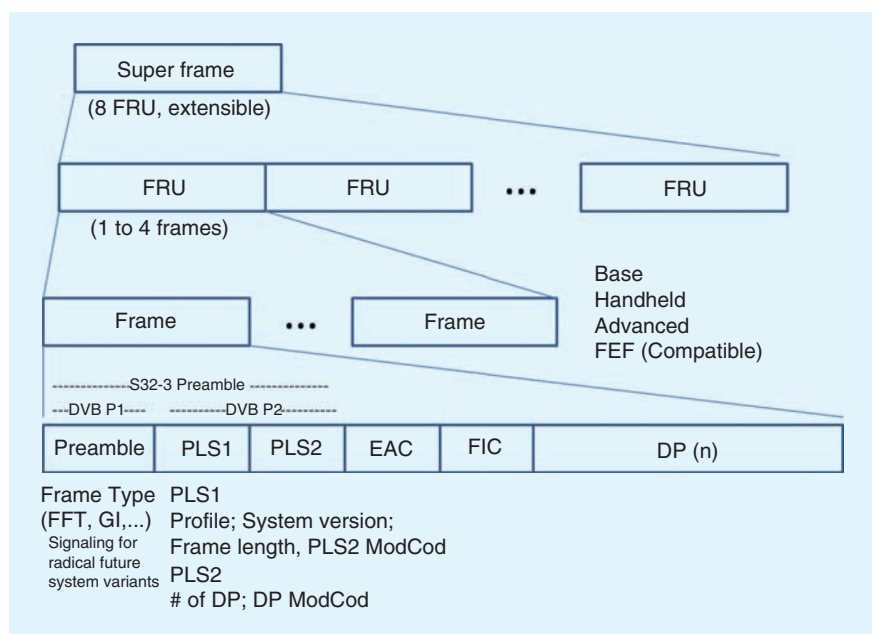 Super frame
(8 FRU, extensible)
FRU FRU ••• FRU
(1 to 4 frames)
Base
Handheld
Advanced
FEF (Compatible)
Frame ••• Frame
--------------S32-3 Preamble --------------
---DVB P1---- ----------DVB P2----------
Preamble PLS1 PLS2 EAC FIC DP (n)
Frame Type
(FFT, GI,...)
Signaling for
radical future
system variants
PLS1
Profile; System version;
Frame length, PLS2 ModCod
PLS2
# of DP; DP ModCod